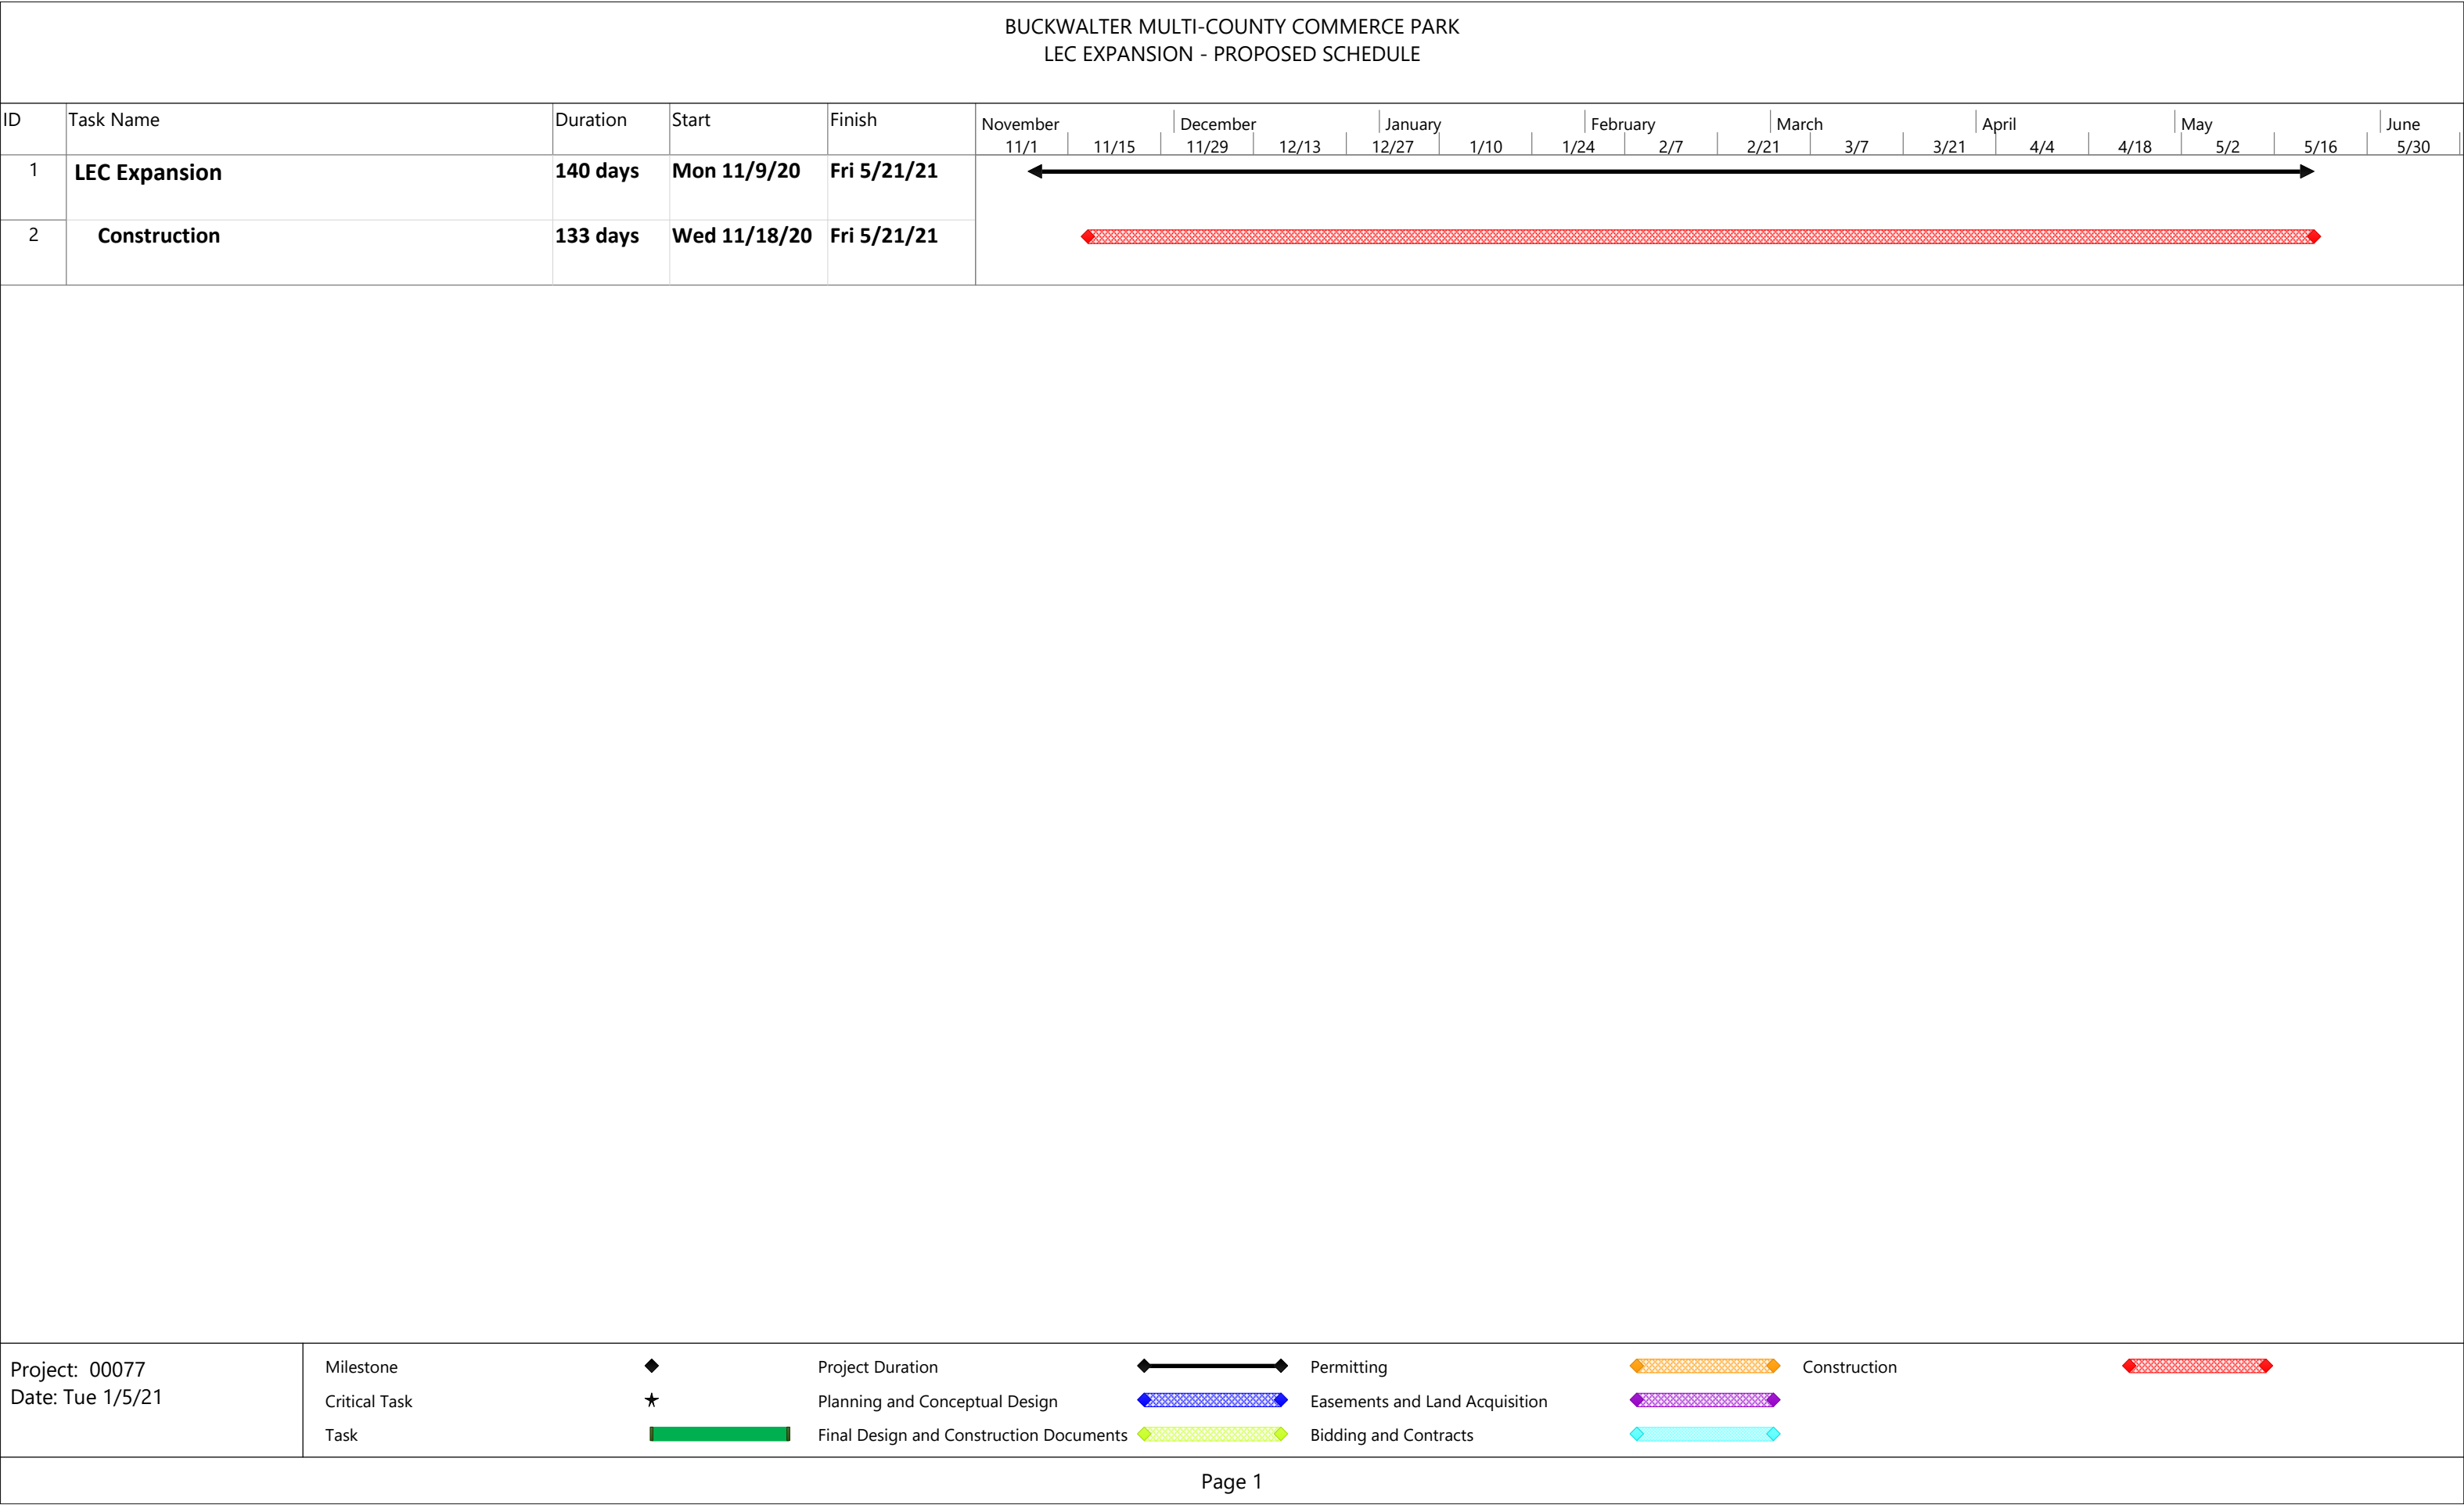 BUCKWALTER MULTI-COUNTY COMMERCE PARK
LEC EXPANSION - PROPOSED SCHEDULE
ID Task Name Duration Start Finish
November December January February March April May June
11/1 11/15 11/29 12/13 12/27 1/10 1/24 2/7 2/21 3/7 3/21 4/4 4/18 5/2 5/16 5/30
1 LEC Expansion 140 days Mon 11/9/20 Fri 5/21/21
2 Construction 133 days Wed 11/18/20 Fri 5/21/21
Project: 00077
Date: Tue 1/5/21
Milestone Project Duration Permitting Construction
Critical Task Planning and Conceptual Design Easements and Land Acquisition
Task Final Design and Construction Documents Bidding and Contracts
Page 1